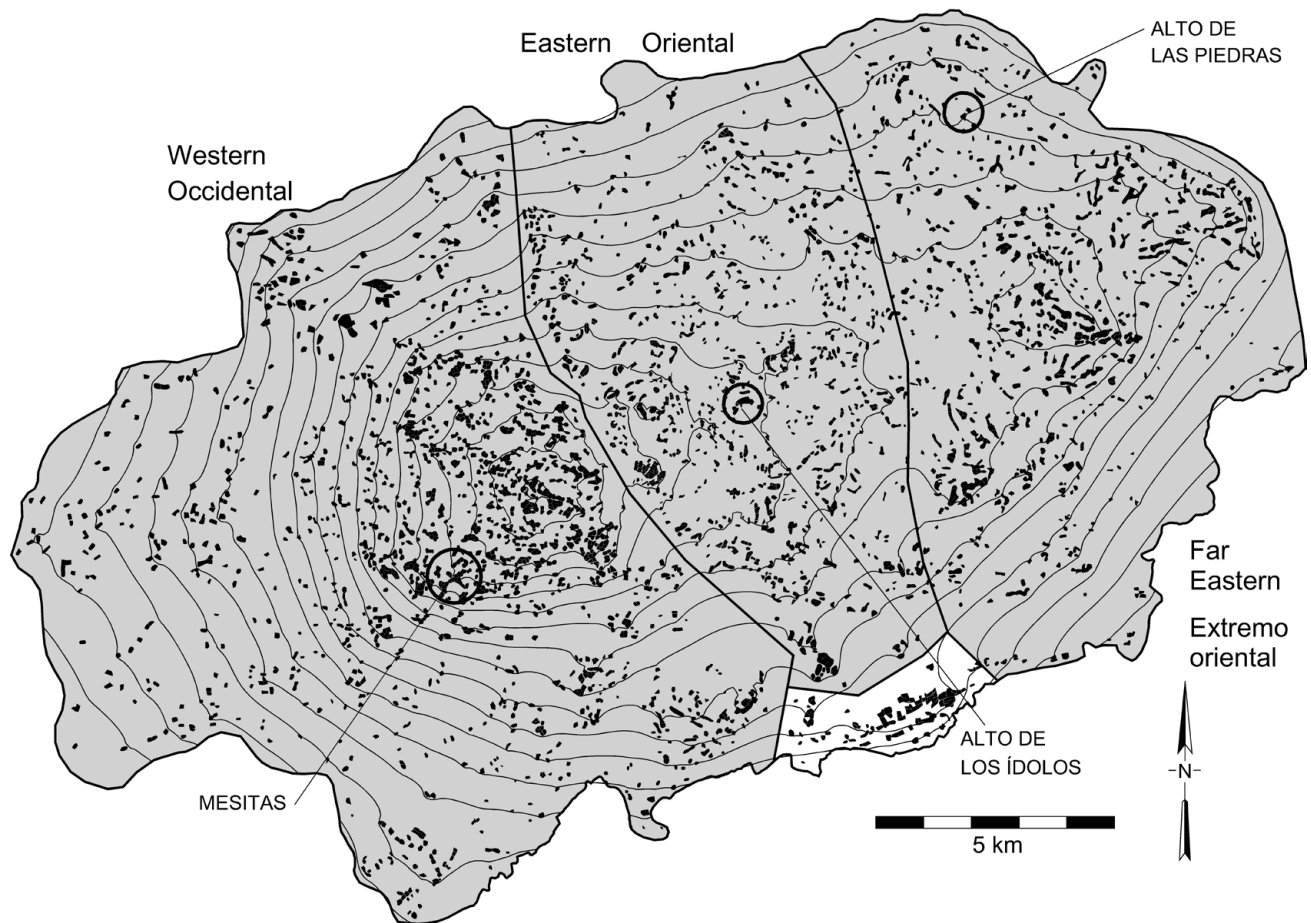 Eastern Oriental
ALTO DE
LAS PIEDRAS
Western
Occidental
Far
Eastern
Extremo
oriental
ALTO DE
LOS ÍDOLOS
MESITAS
N
5 km